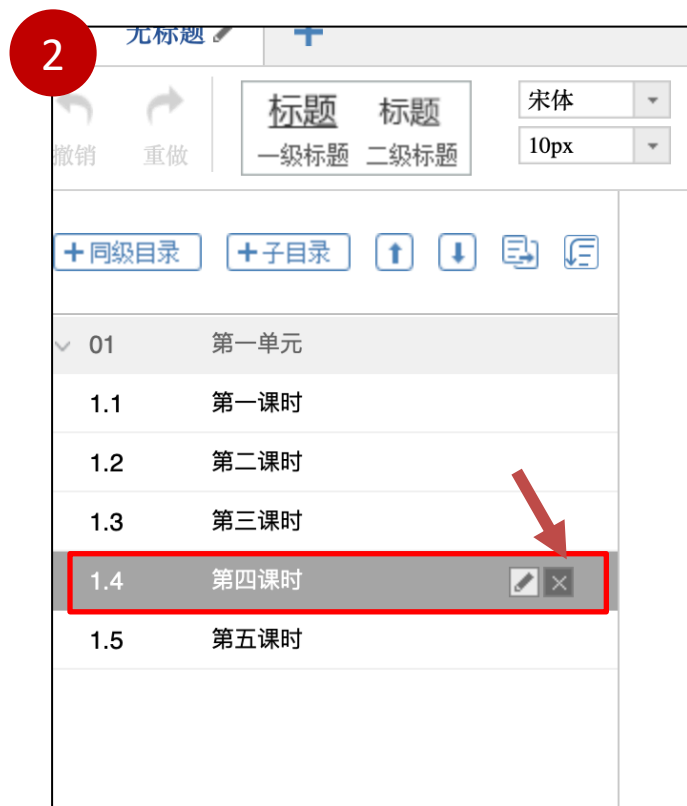 2
无标题
标题 标题
一级标题 二级标题
宋体
10px
撤销 重做
同级目录 子目录
01 第一单元
1.1 第一课时
1.2 第二课时
1.3 第三课时
1.4 第四课时
1.5 第五课时